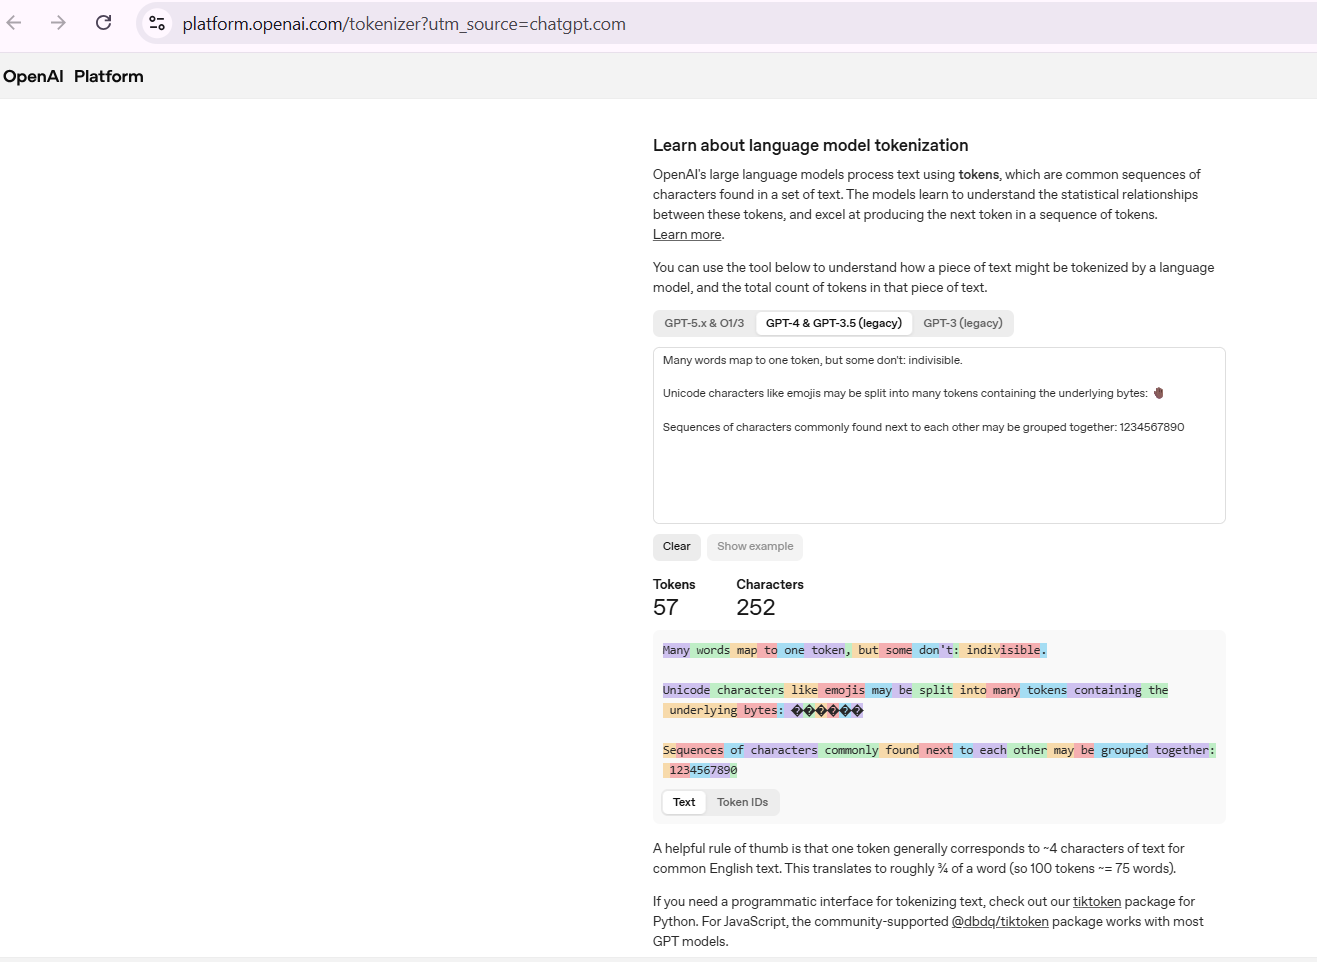 platform.openai.com/tokenizer?utm_source=chatgpt.com
OpenAI Platform
Learn about language model tokenization
OpenAI's large language models process text using tokens, which are common sequences of
characters found in a set of text. The models learn to understand the statistical relationships
between these tokens, and excel at producing the next token in a sequence of tokens.
Learn more.
You can use the tool below to understand how a piece of text might be tokenized by a language
model, and the total count of tokens in that piece of text.
GPT-5.x & O1/3 GPT-4 & GPT-3.5 (legacy) GPT-3 (legacy)
Many words map to one token, but some don't: indivisible.
Unicode characters like emojis may be split into many tokens containing the underlying bytes: 🤚🏿
Sequences of characters commonly found next to each other may be grouped together: 1234567890
Clear Show example
Tokens Characters
57 252
Many words map to one token, but some don't: indivisible.
Unicode characters like emojis may be split into many tokens containing the
underlying bytes: ������
Sequences of characters commonly found next to each other may be grouped together:
1234567890
Text Token IDs
A helpful rule of thumb is that one token generally corresponds to ~4 characters of text for
common English text. This translates to roughly ¾ of a word (so 100 tokens ~= 75 words).
If you need a programmatic interface for tokenizing text, check out our tiktoken package for
Python. For JavaScript, the community-supported @dbdq/tiktoken package works with most
GPT models.